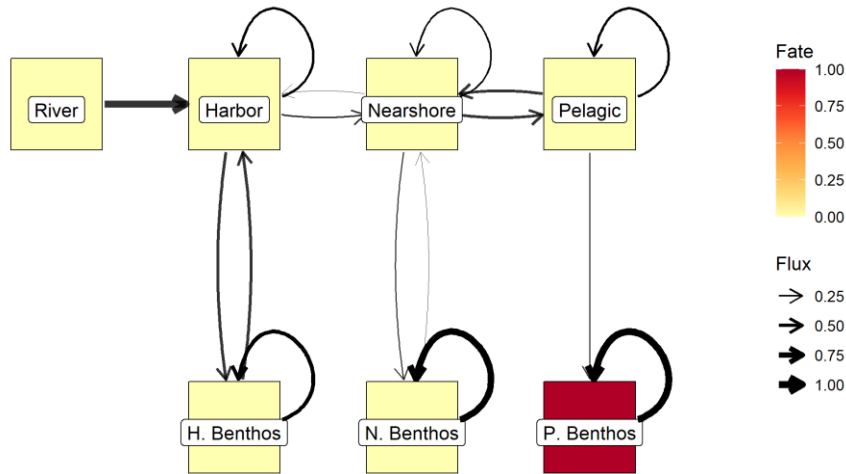 River
Harbor
Nearshore
Pelagic
H. Benthos
N. Benthos
P. Benthos
Fate
1.00
0.75
0.50
0.25
0.00
Flux
0.25
0.50
0.75
1.00